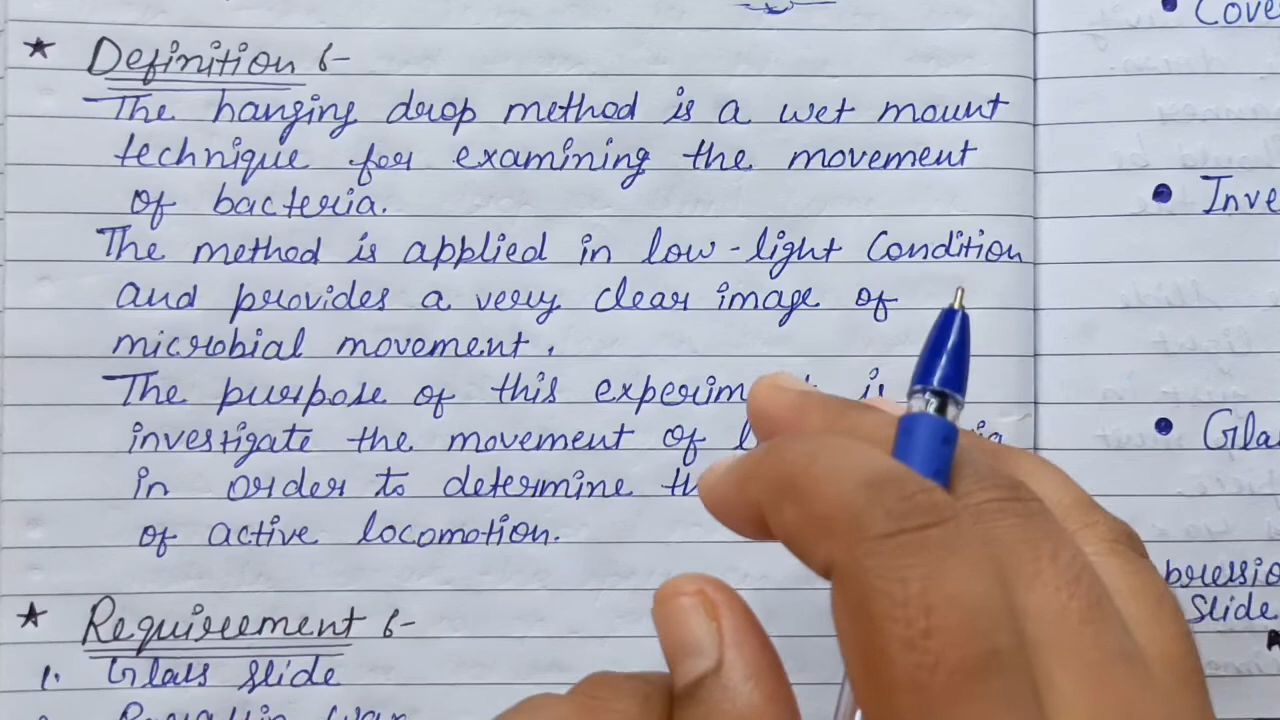 ★ Definition :-
The hanging drop method is a wet mount
technique for examining the movement
of bacteria.
The method is applied in low-light Condition
and provides a very clear image of
microbial movement.
The purpose of this experim
investigate the movement of
in order to determine
of active locomotion.
★ Requirement :-
1. Glass slide
• Cove
• Inve
• Gla
Slide